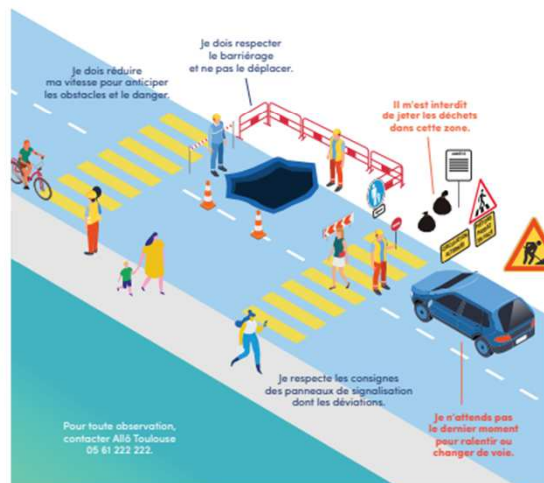 Je dois respecter
le barriérage
et ne pas le déplacer.
Je dois réduire
ma vitesse pour anticiper
les obstacles et le danger.
Il m'est interdit
de jeter les déchets
dans cette zone.
CIRCULATION
ALTERNÉE
Je respecte les consignes
des panneaux de signalisation
dont les déviations.
Je n'attends pas
le dernier moment
pour ralentir ou
changer de voie.
Pour toute observation,
contacter Allô Toulouse
05 61 222 222.